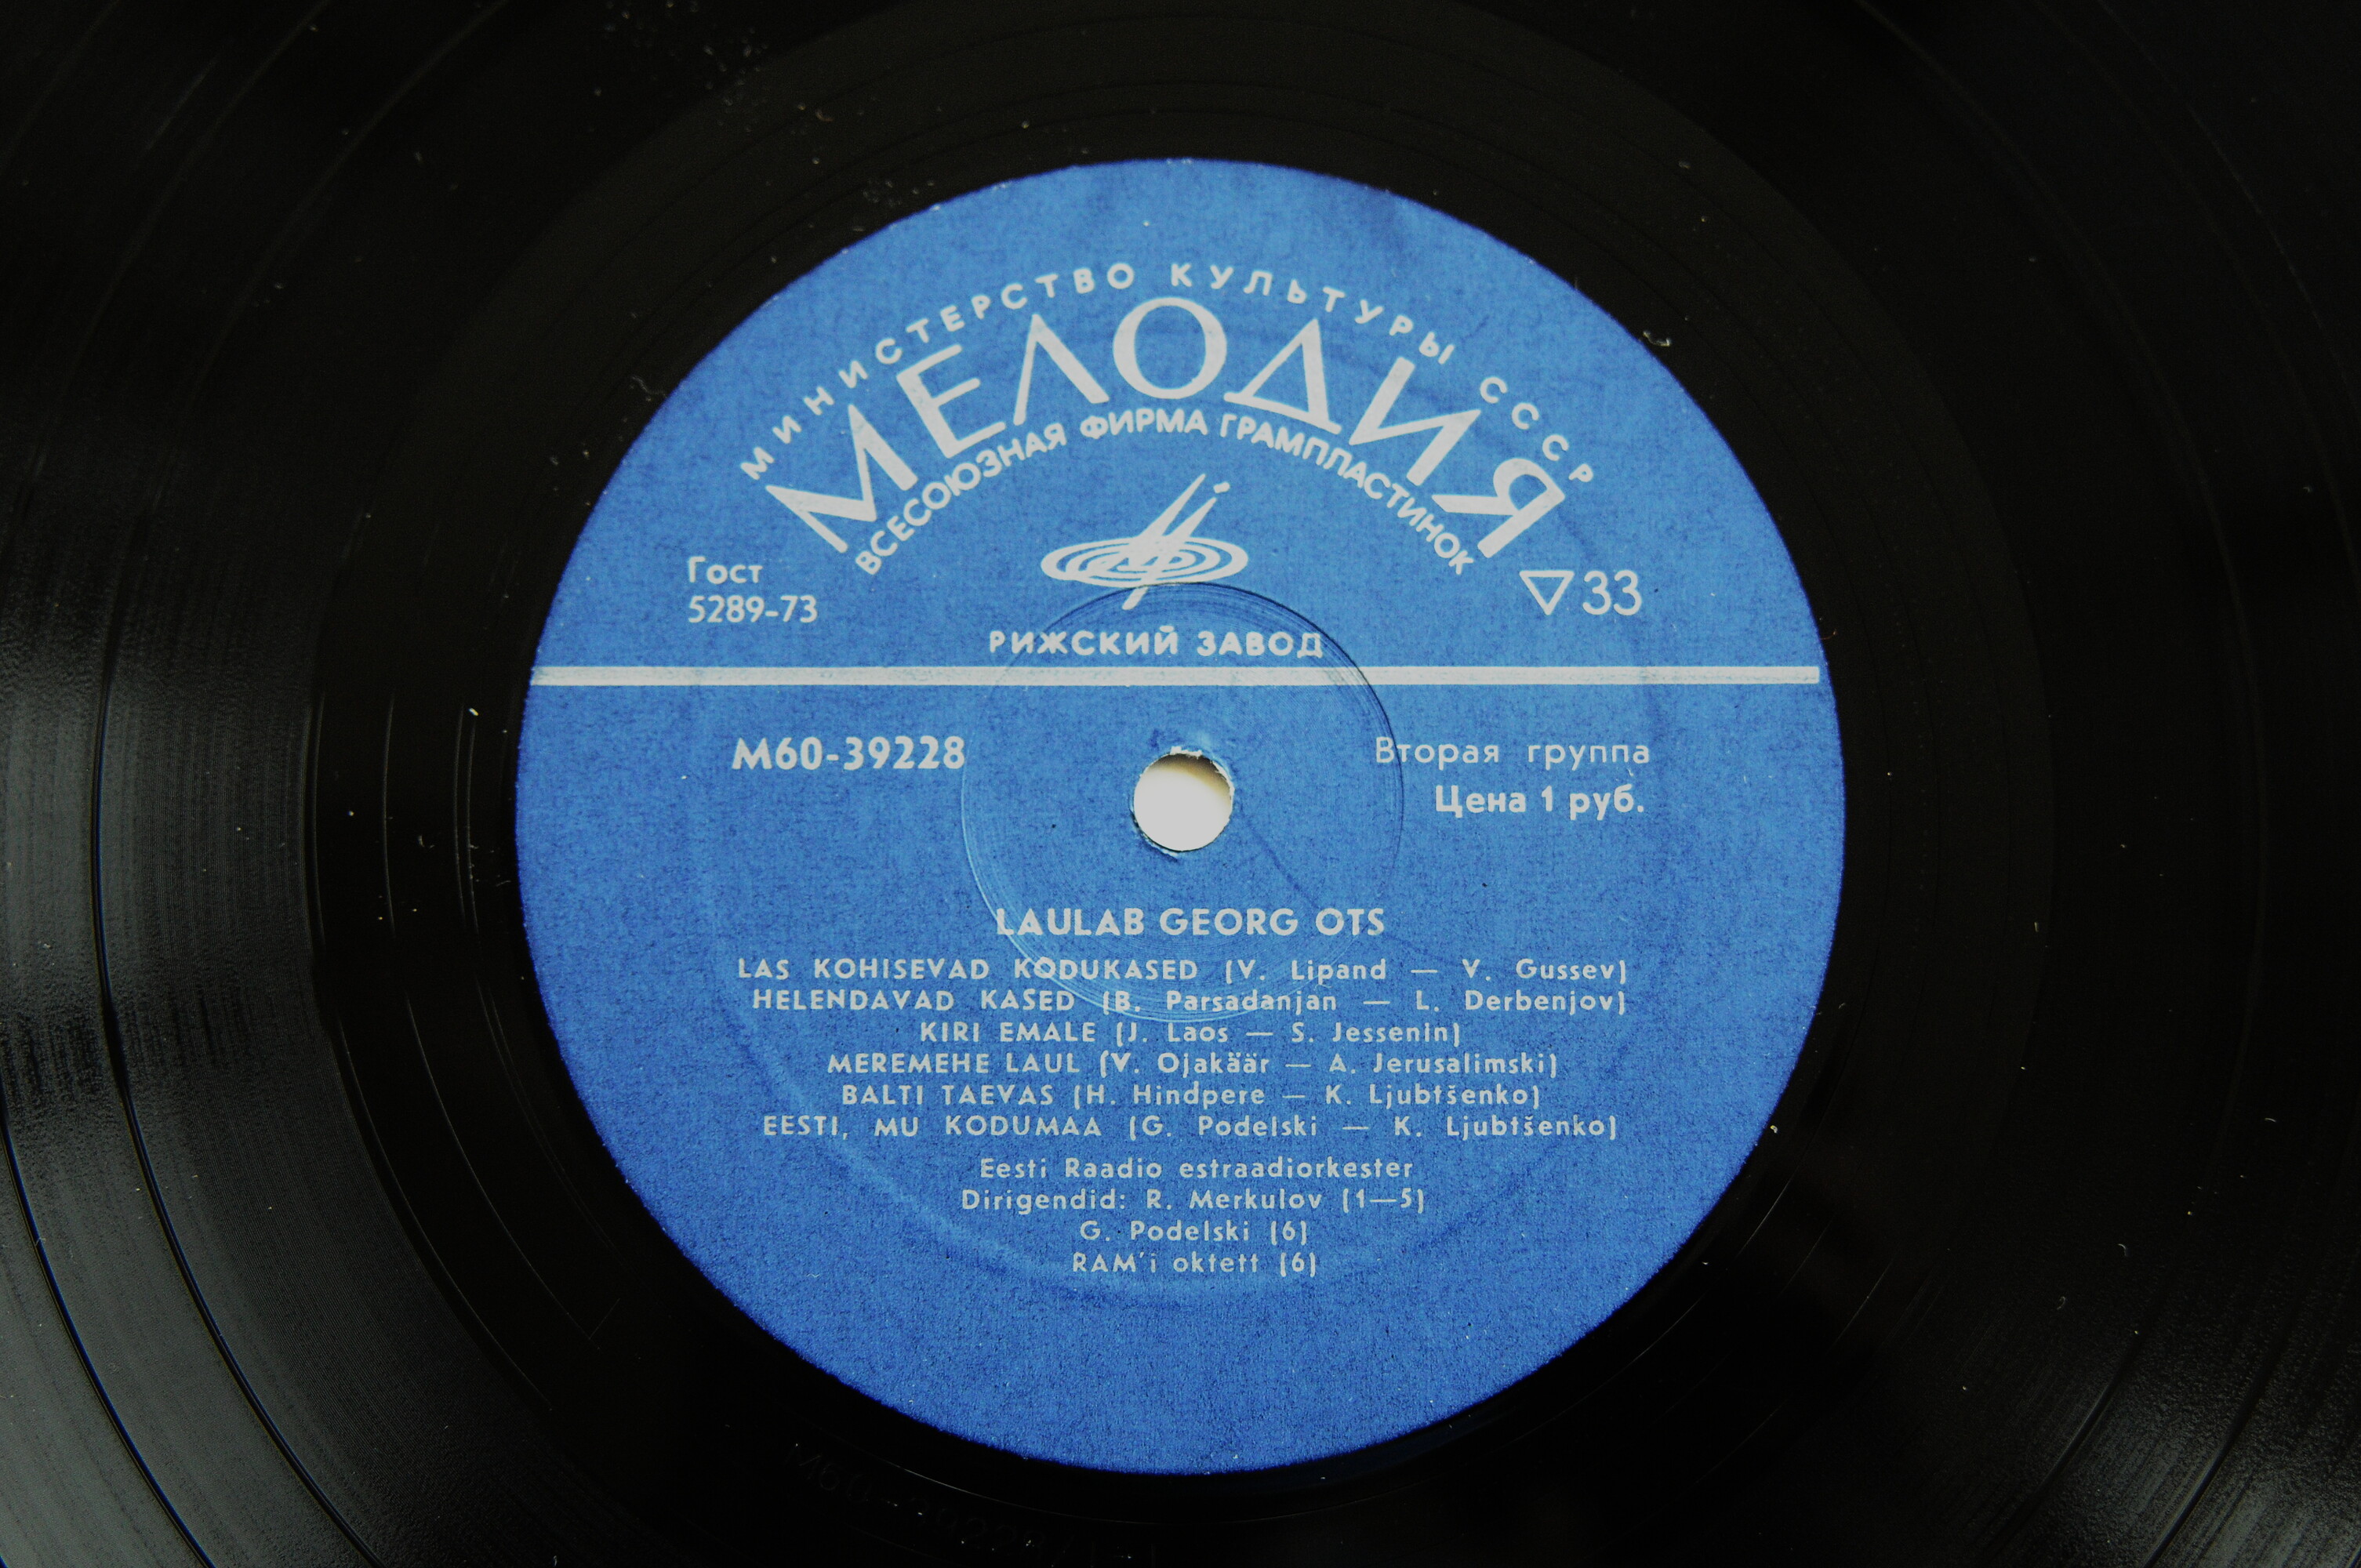 МИНИСТЕРСТВО КУЛЬТУРЫ СССР
МЕЛОДИЯ
ВСЕСОЮЗНАЯ ФИРМА ГРАМПЛАСТИНОК
Гост
5289-73
▽33
РИЖСКИЙ ЗАВОД
М60-39228
Вторая группа
Цена 1 руб.
LAULAB GEORG OTS
LAS KOHISEVAD KODUKASED (V. Lipand — V. Gussev)
HELENDAVAD KASED (B. Parsadanjan — L. Derbenjov)
KIRI EMALE (J. Laos — S. Jessenin)
MEREMEHE LAUL (V. Ojakäär — A. Jerusalimski)
BALTI TAEVAS (H. Hindpere — K. Ljubtšenko)
EESTI, MU KODUMAA (G. Podelski — K. Ljubtšenko)
Eesti Raadio estraadiorkester
Dirigendid: R. Merkulov (1—5)
G. Podelski (6)
RAM'i oktett (6)